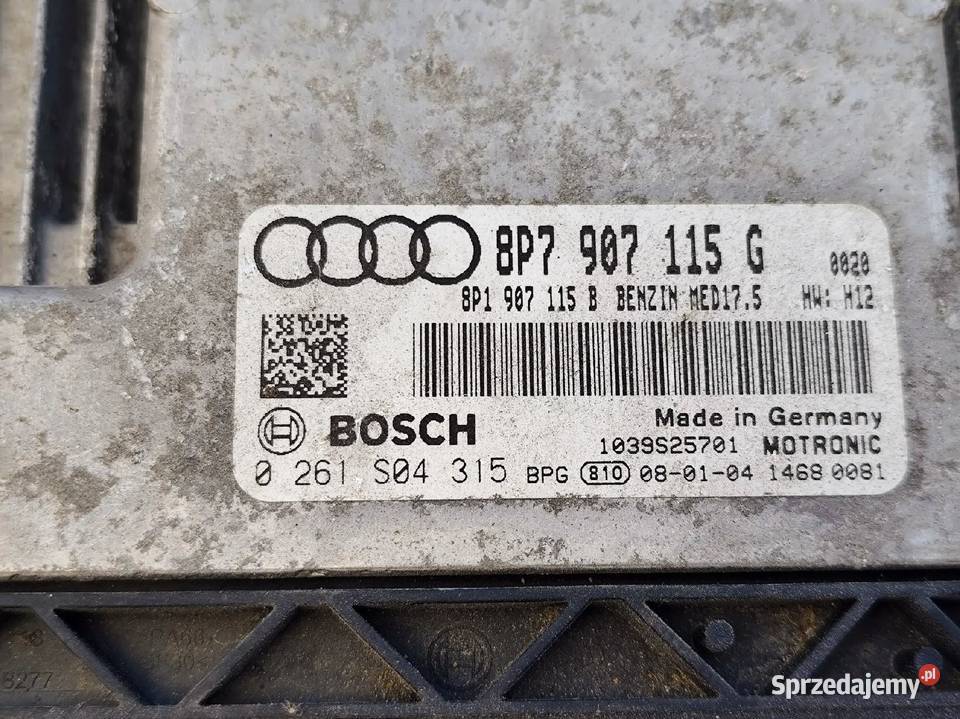 8P7 907 115 G 0020
8P1 907 115 B BENZIN MED17.5 HW: H12
BOSCH
Made in Germany
1039S25701 MOTRONIC
0 261 S04 315 BPG 810 08-01-04 1468 0081
8277
Sprzedajemy.pl